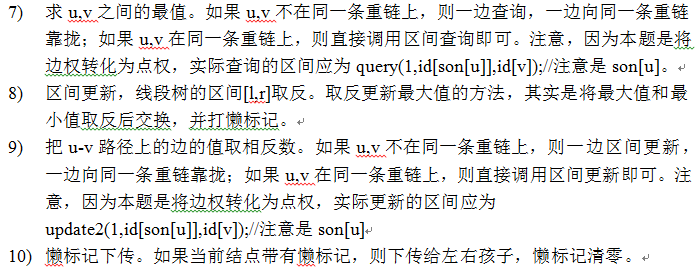 7) 求 u,v 之间的最值。如果 u,v 不在同一条重链上，则一边查询，一边向同一条重链
靠拢；如果 u,v 在同一条重链上，则直接调用区间查询即可。注意，因为本题是将
边权转化为点权，实际查询的区间应为 query(1,id[son[u]],id[v]);//注意是 son[u]。
8) 区间更新，线段树的区间[l,r]取反。取反更新最大值的方法，其实是将最大值和最
小值取反后交换，并打懒标记。
9) 把 u-v 路径上的边的值取相反数。如果 u,v 不在同一条重链上，则一边区间更新，
一边向同一条重链靠拢；如果 u,v 在同一条重链上，则直接调用区间更新即可。注
意，因为本题是将边权转化为点权，实际更新的区间应为
update2(1,id[son[u]],id[v]);//注意是 son[u]
10) 懒标记下传。如果当前结点带有懒标记，则下传给左右孩子，懒标记清零。